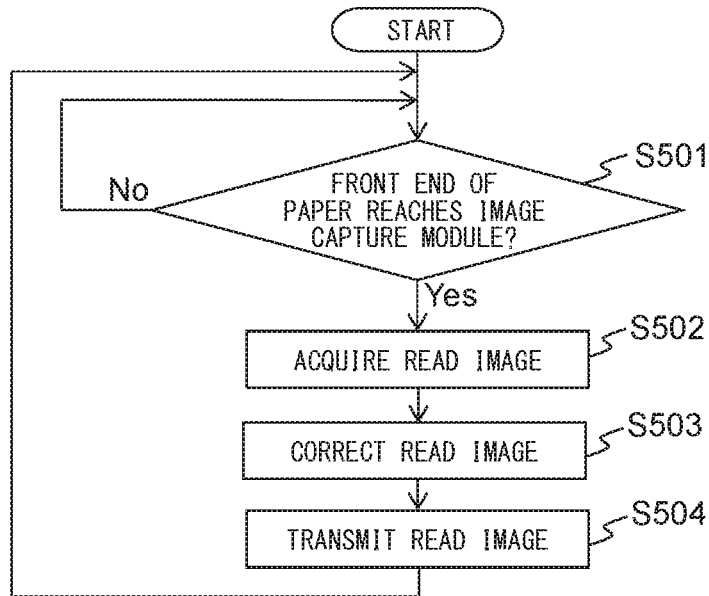 START
S501
FRONT END OF
PAPER REACHES IMAGE
CAPTURE MODULE?
No
Yes
S502
ACQUIRE READ IMAGE
S503
CORRECT READ IMAGE
S504
TRANSMIT READ IMAGE